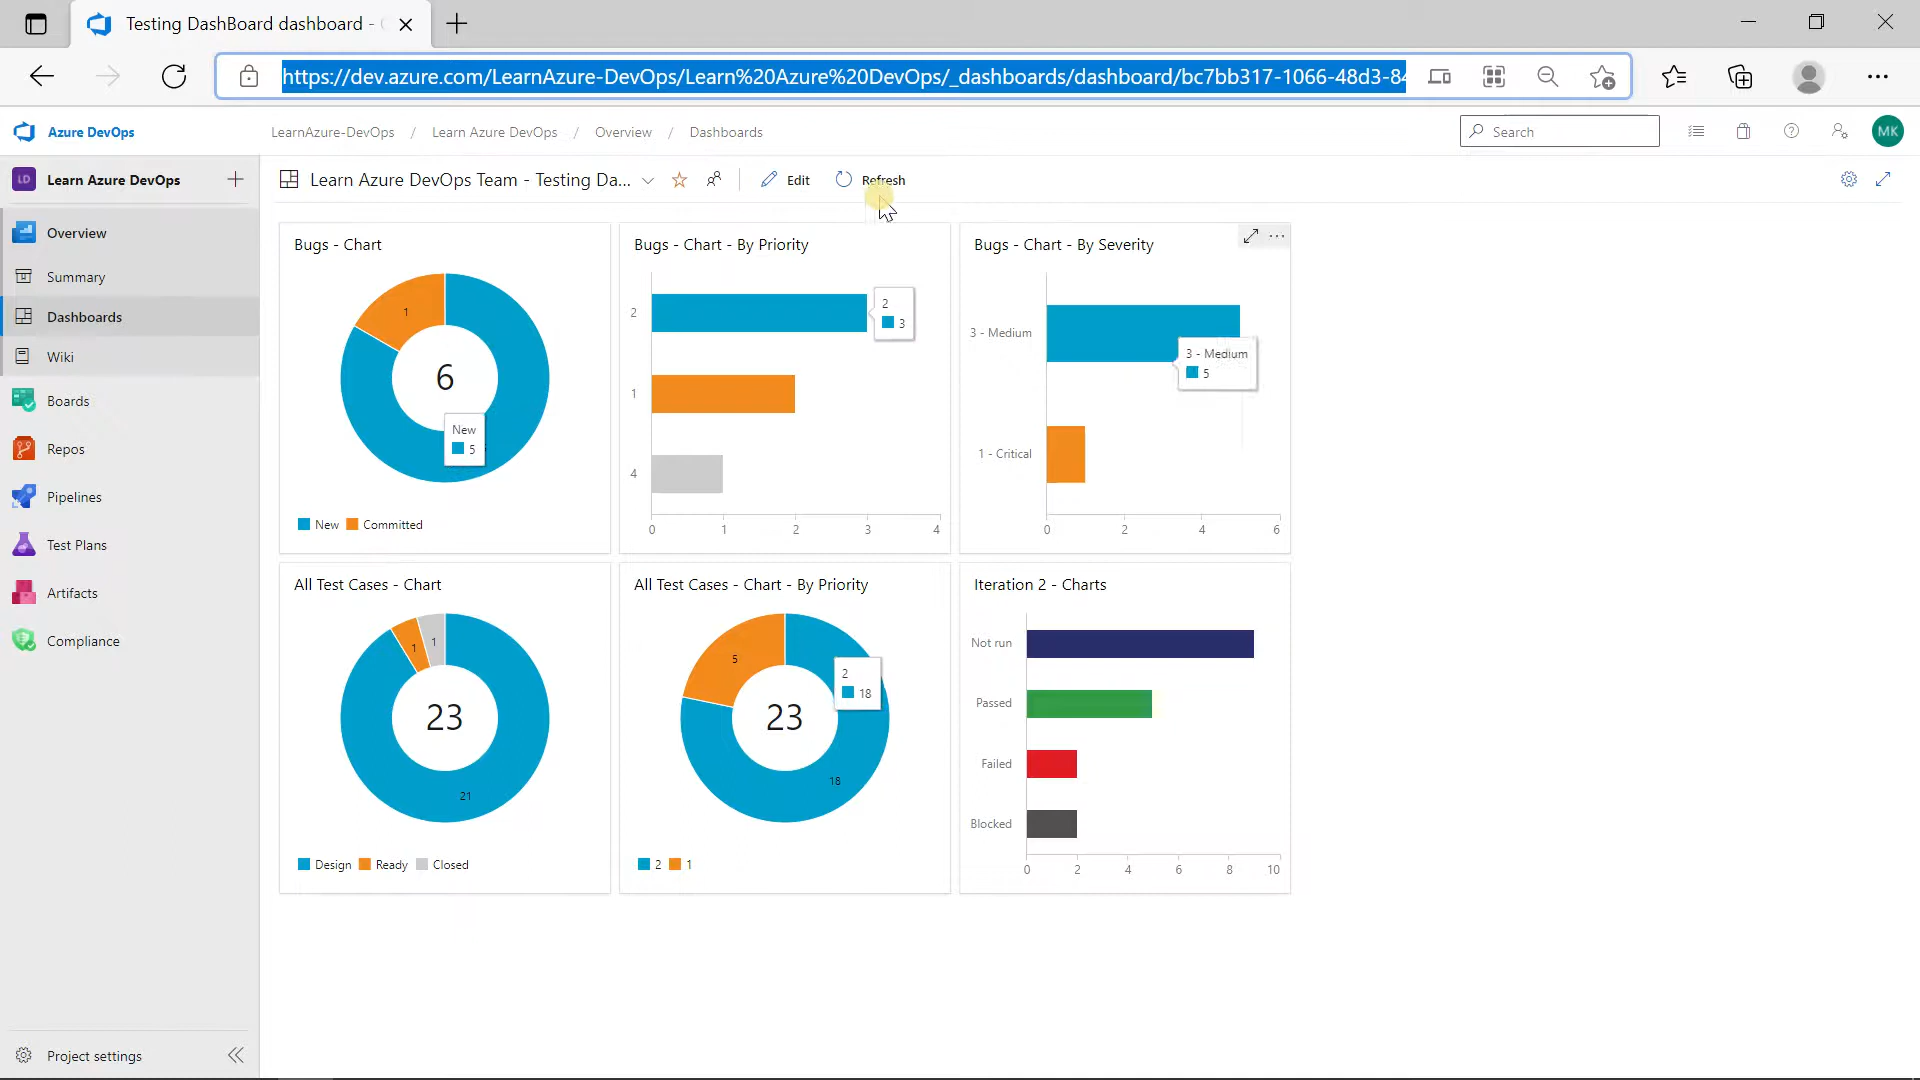 Testing DashBoard dashboard -
https://dev.azure.com/LearnAzure-DevOps/Learn%20Azure%20DevOps/_dashboards/dashboard/bc7bb317-1066-48d3-84
Azure DevOps
LearnAzure-DevOps / Learn Azure DevOps / Overview / Dashboards
Search
MK
LD Learn Azure DevOps
Learn Azure DevOps Team - Testing Da...
Edit
Refresh
Overview
Summary
Dashboards
Wiki
Boards
Repos
Pipelines
Test Plans
Artifacts
Compliance
Project settings
Bugs - Chart
1
6
New
5
New Committed
Bugs - Chart - By Priority
2
1
4
2
3
0 1 2 3 4
Bugs - Chart - By Severity
3 - Medium
1 - Critical
3 - Medium
5
0 2 4 6
All Test Cases - Chart
1 1
23
21
Design Ready Closed
All Test Cases - Chart - By Priority
5
2
18
23
18
2 1
Iteration 2 - Charts
Not run
Passed
Failed
Blocked
0 2 4 6 8 10